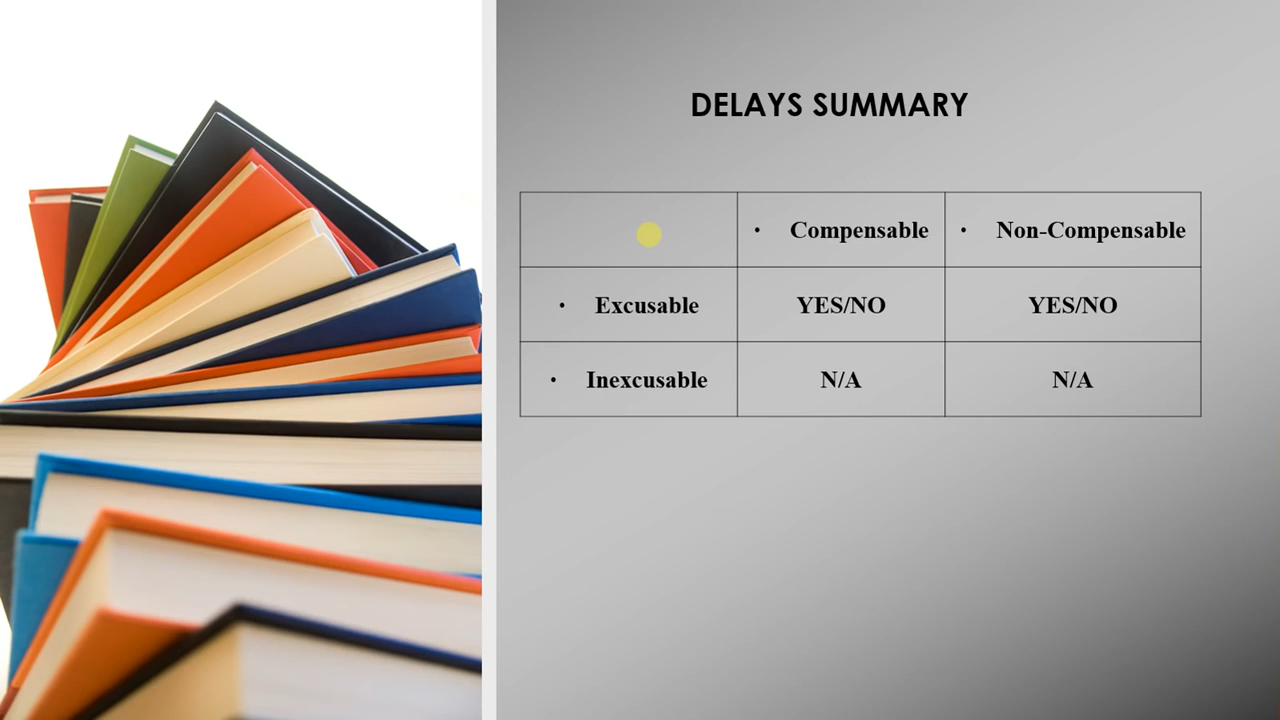 DELAYS SUMMARY
• Compensable • Non-Compensable
• Excusable YES/NO YES/NO
• Inexcusable N/A N/A